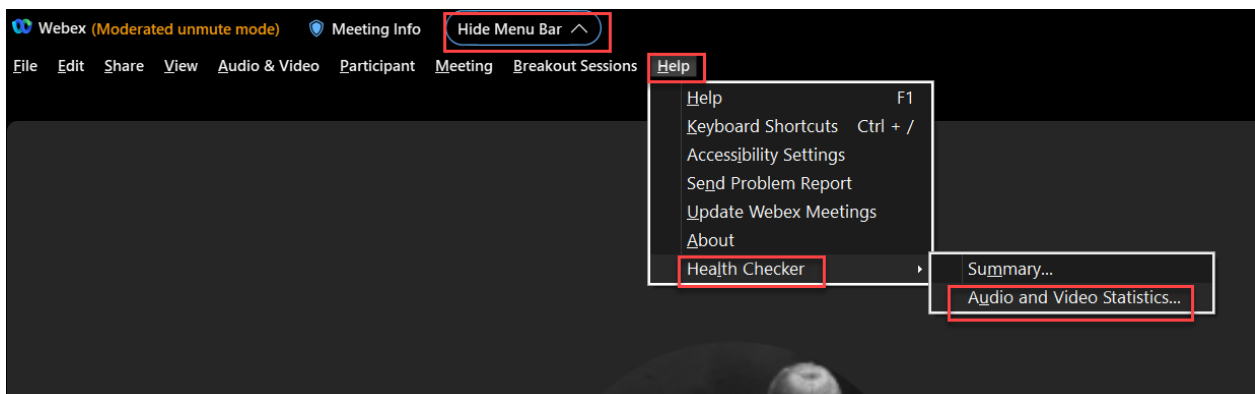 Webex (Moderated unmute mode) Meeting Info Hide Menu Bar
File Edit Share View Audio & Video Participant Meeting Breakout Sessions Help
Help F1
Keyboard Shortcuts Ctrl + /
Accessibility Settings
Send Problem Report
Update Webex Meetings
About
Health Checker Summary...
Audio and Video Statistics...